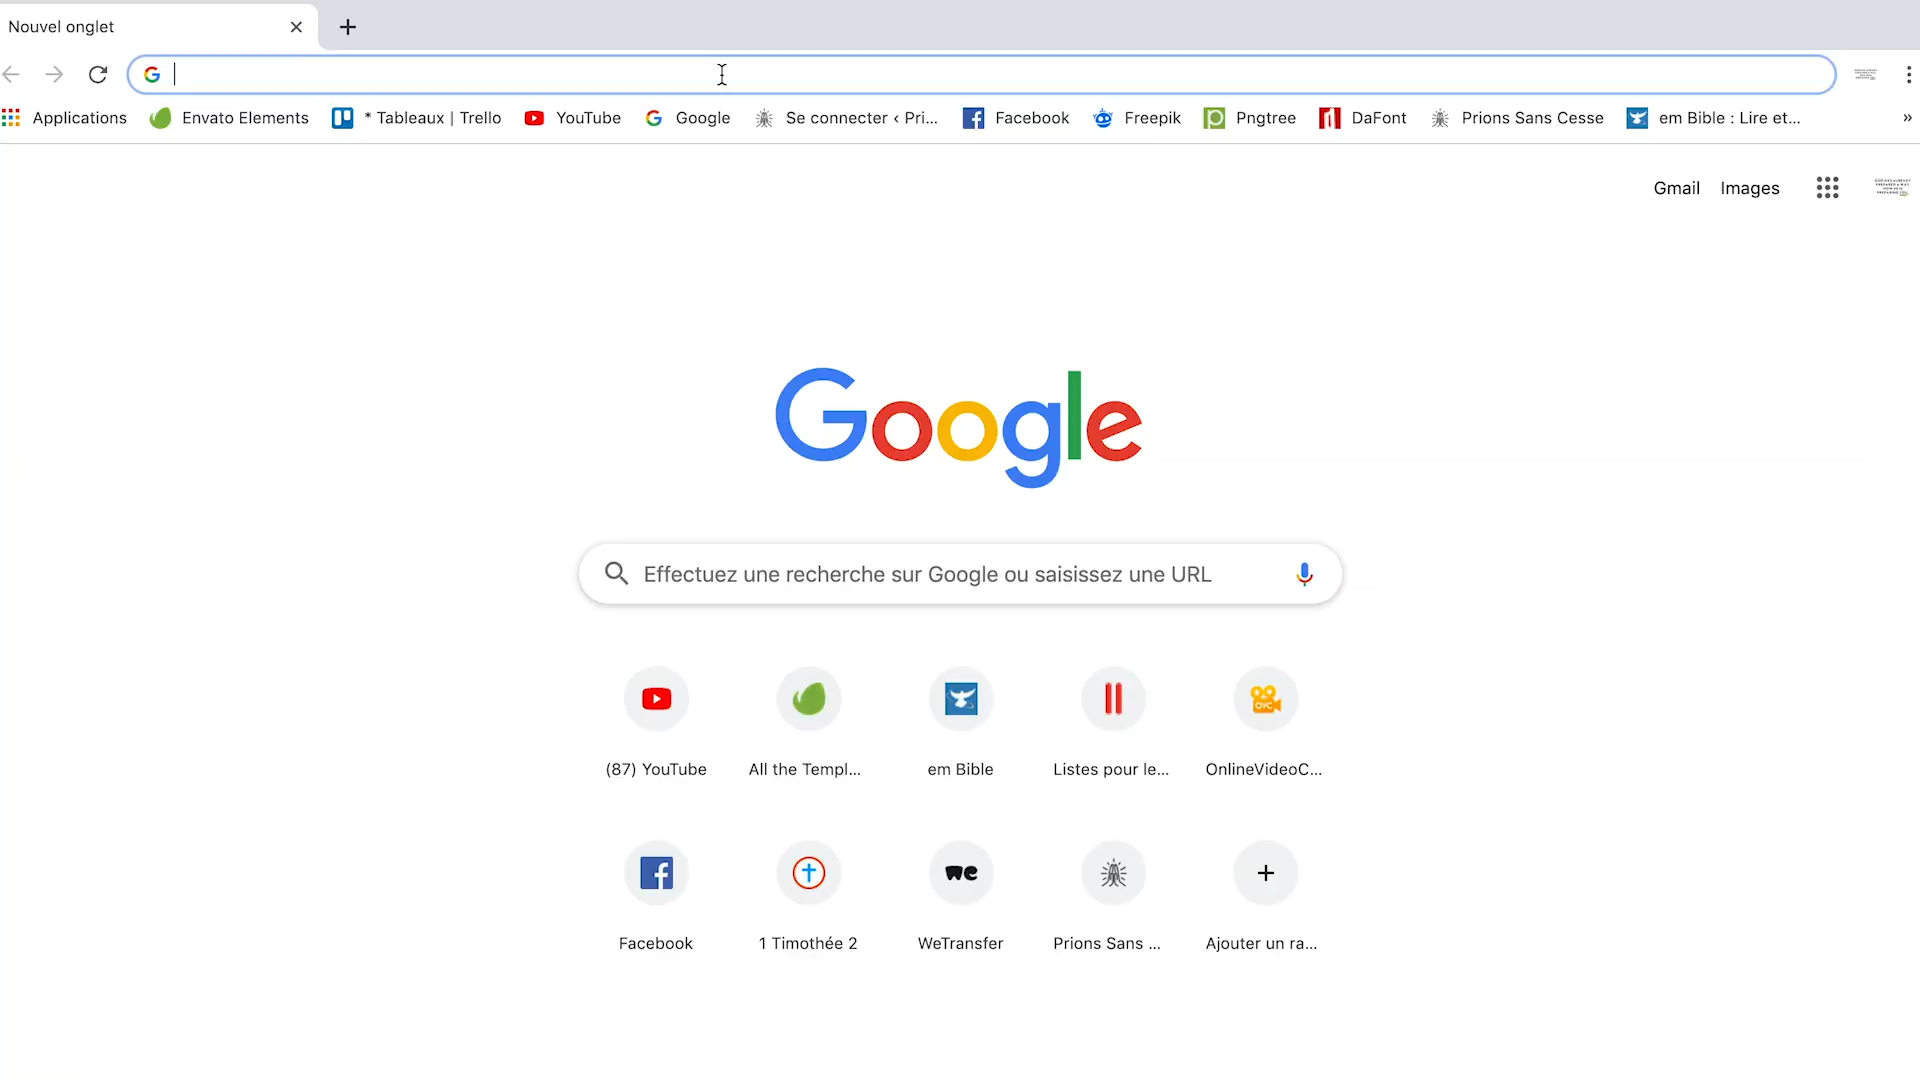 Nouvel onglet
Applications Envato Elements * Tableaux | Trello YouTube Google Se connecter ‹ Pri... Facebook Freepik Pngtree DaFont Prions Sans Cesse em Bible : Lire et... »
Gmail Images
Google
Effectuez une recherche sur Google ou saisissez une URL
(87) YouTube All the Templ... em Bible Listes pour le... OnlineVideoC...
Facebook 1 Timothée 2 WeTransfer Prions Sans ... Ajouter un ra...